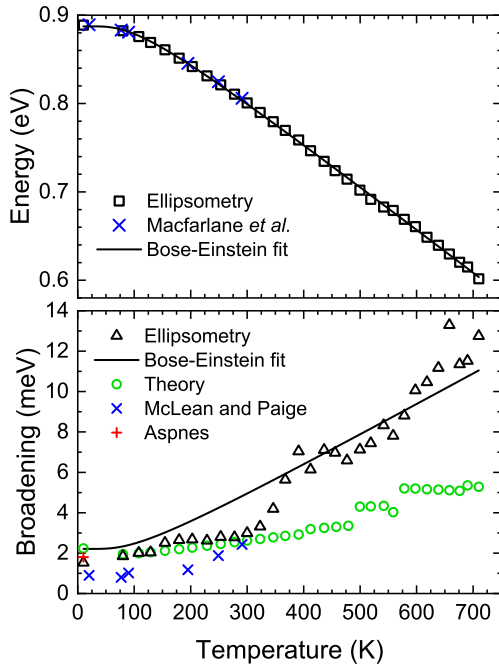 0.9
0.8
0.7
0.6
Energy (eV)
Ellipsometry
Macfarlane et al.
Bose-Einstein fit
14
12
10
8
6
4
2
0
Broadening (meV)
Ellipsometry
Bose-Einstein fit
Theory
McLean and Paige
Aspnes
0 100 200 300 400 500 600 700
Temperature (K)